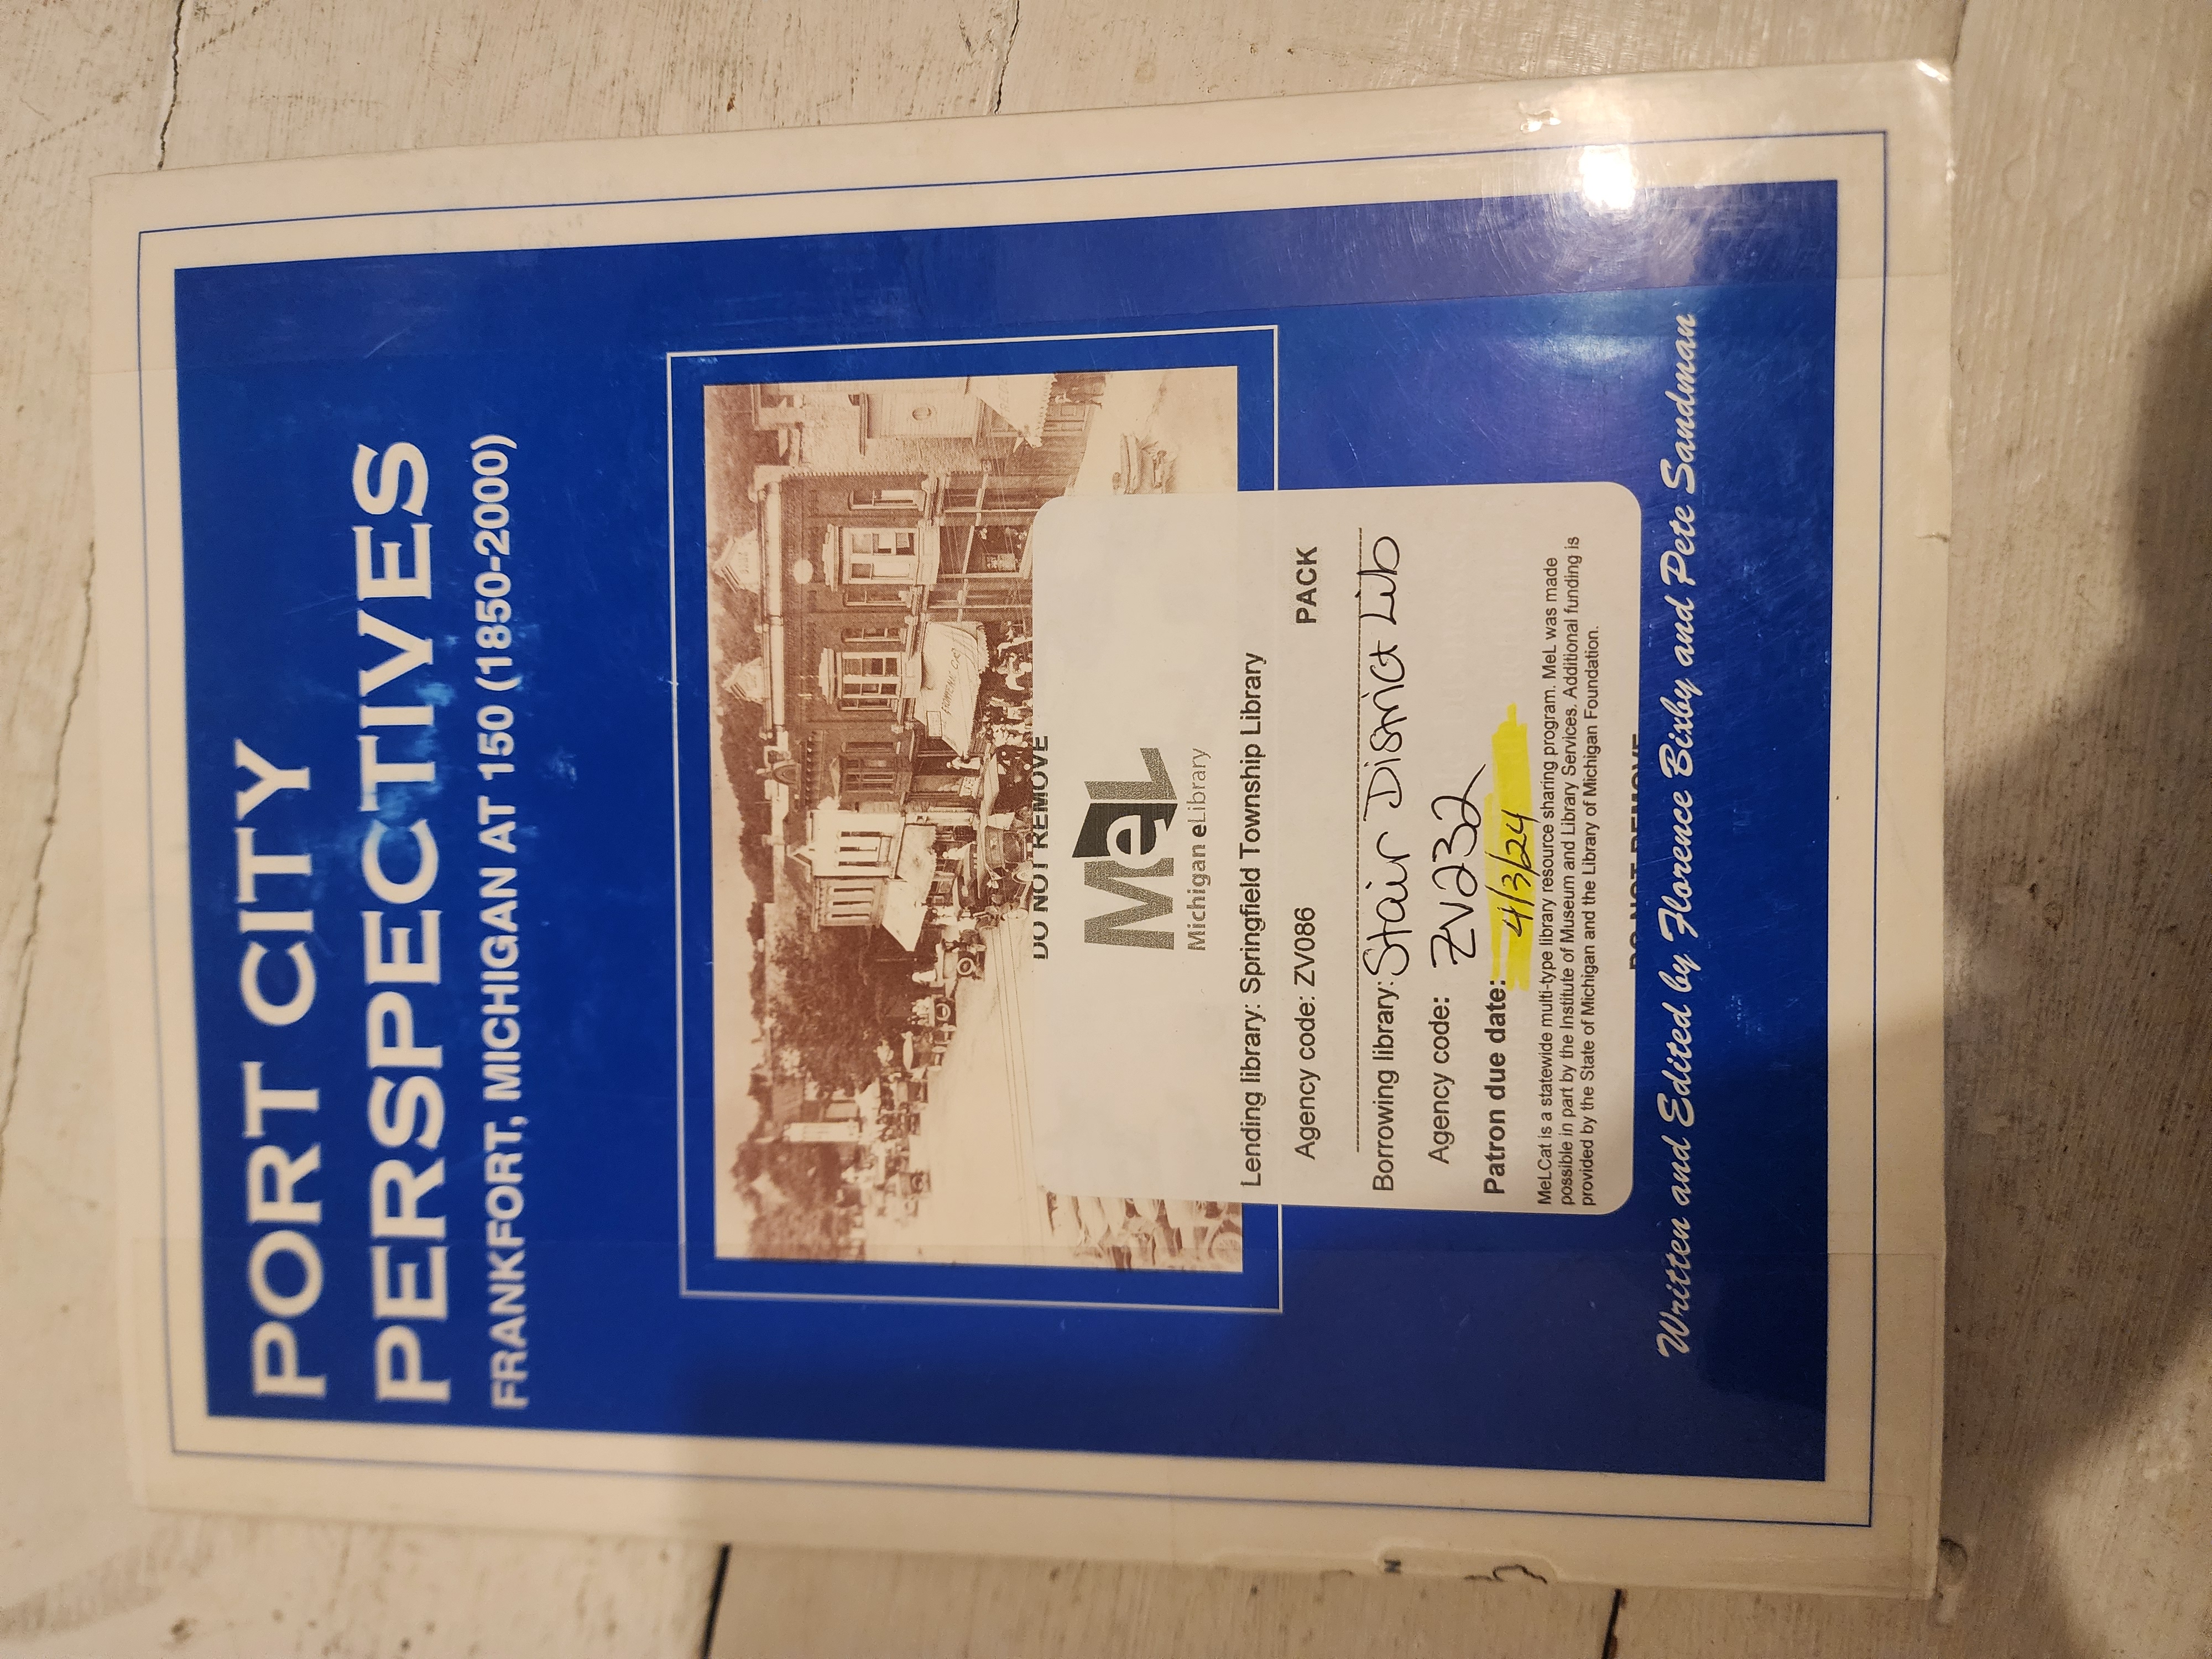 PORT CITY
PERSPECTIVES
FRANKFORT, MICHIGAN AT 150 (1850-2000)
DO NOT REMOVE
MeL
Michigan eLibrary
Lending library: Springfield Township Library
Agency code: ZV086 PACK
Borrowing library: Stair District Lib
Agency code: ZV232
Patron due date: 4/3/24
MeLCat is a statewide multi-type library resource sharing program. MeL was made
possible in part by the Institute of Museum and Library Services. Additional funding is
provided by the State of Michigan and the Library of Michigan Foundation.
DO NOT REMOVE
Written and Edited by Florence Bixby and Pete Sandman